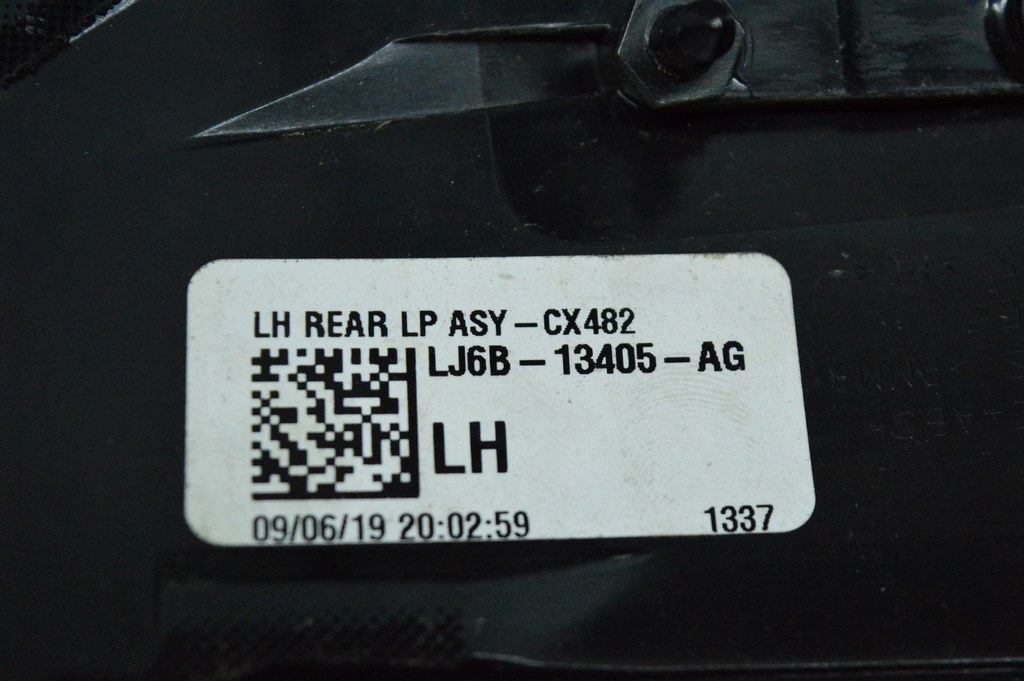 LH REAR LP ASY-CX482
LJ6B-13405-AG
LH
09/06/19 20:02:59
1337